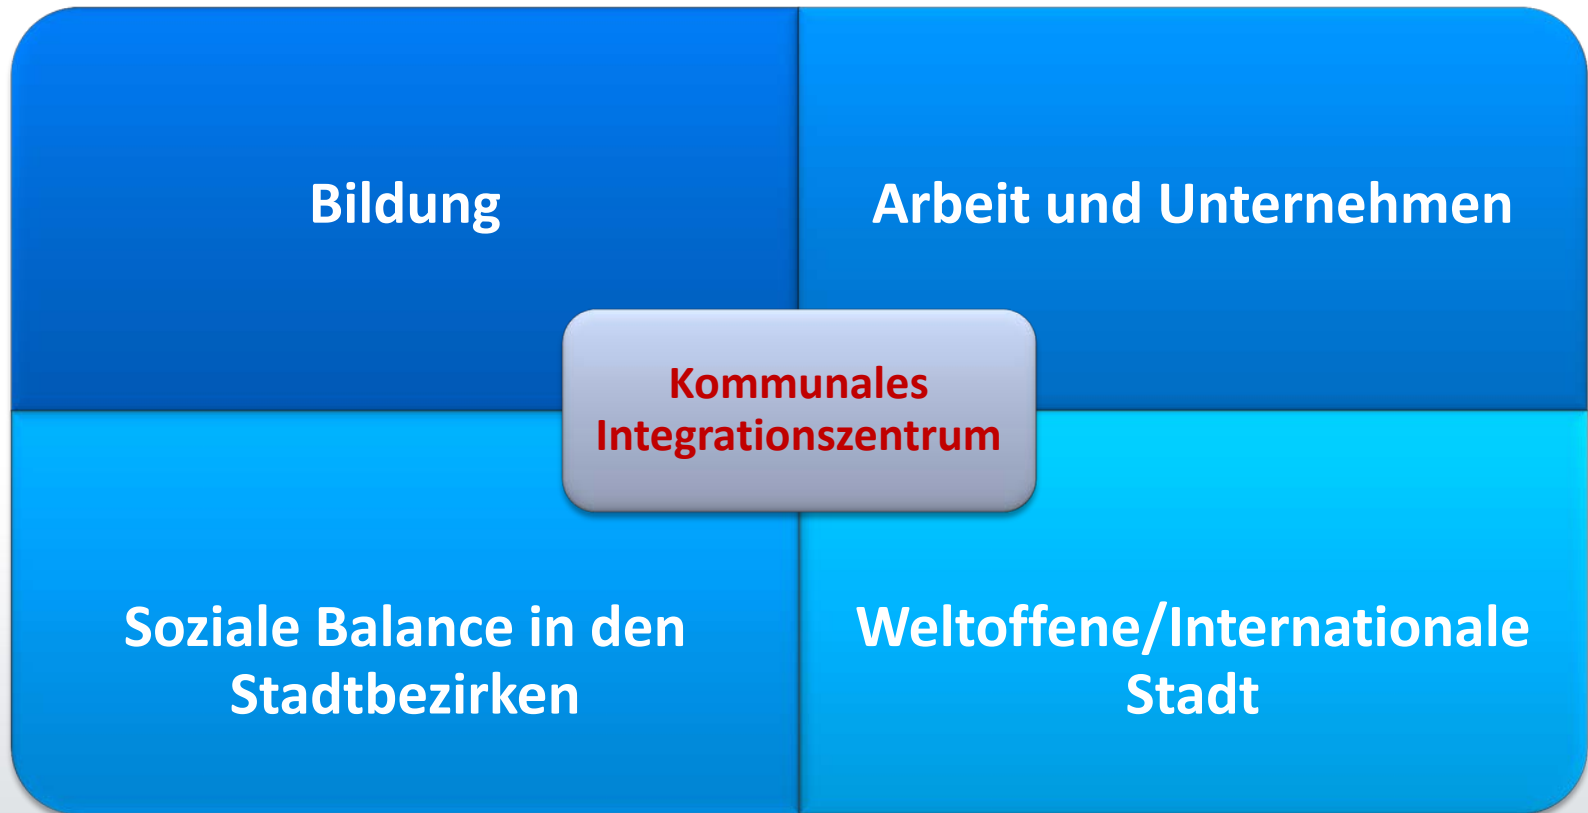 Bildung
Arbeit und Unternehmen
Kommunales
Integrationszentrum
Soziale Balance in den
Stadtbezirken
Weltoffene/Internationale
Stadt